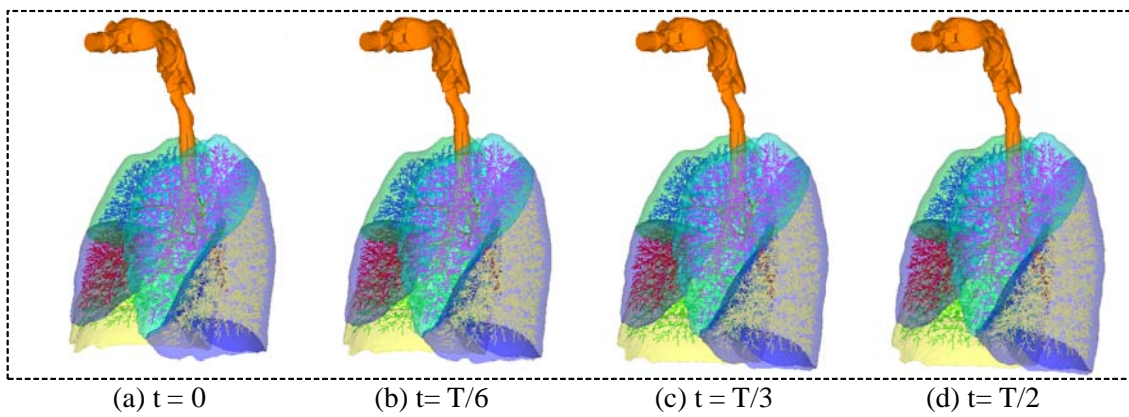 (a) t = 0 (b) t= T/6 (c) t= T/3 (d) t= T/2